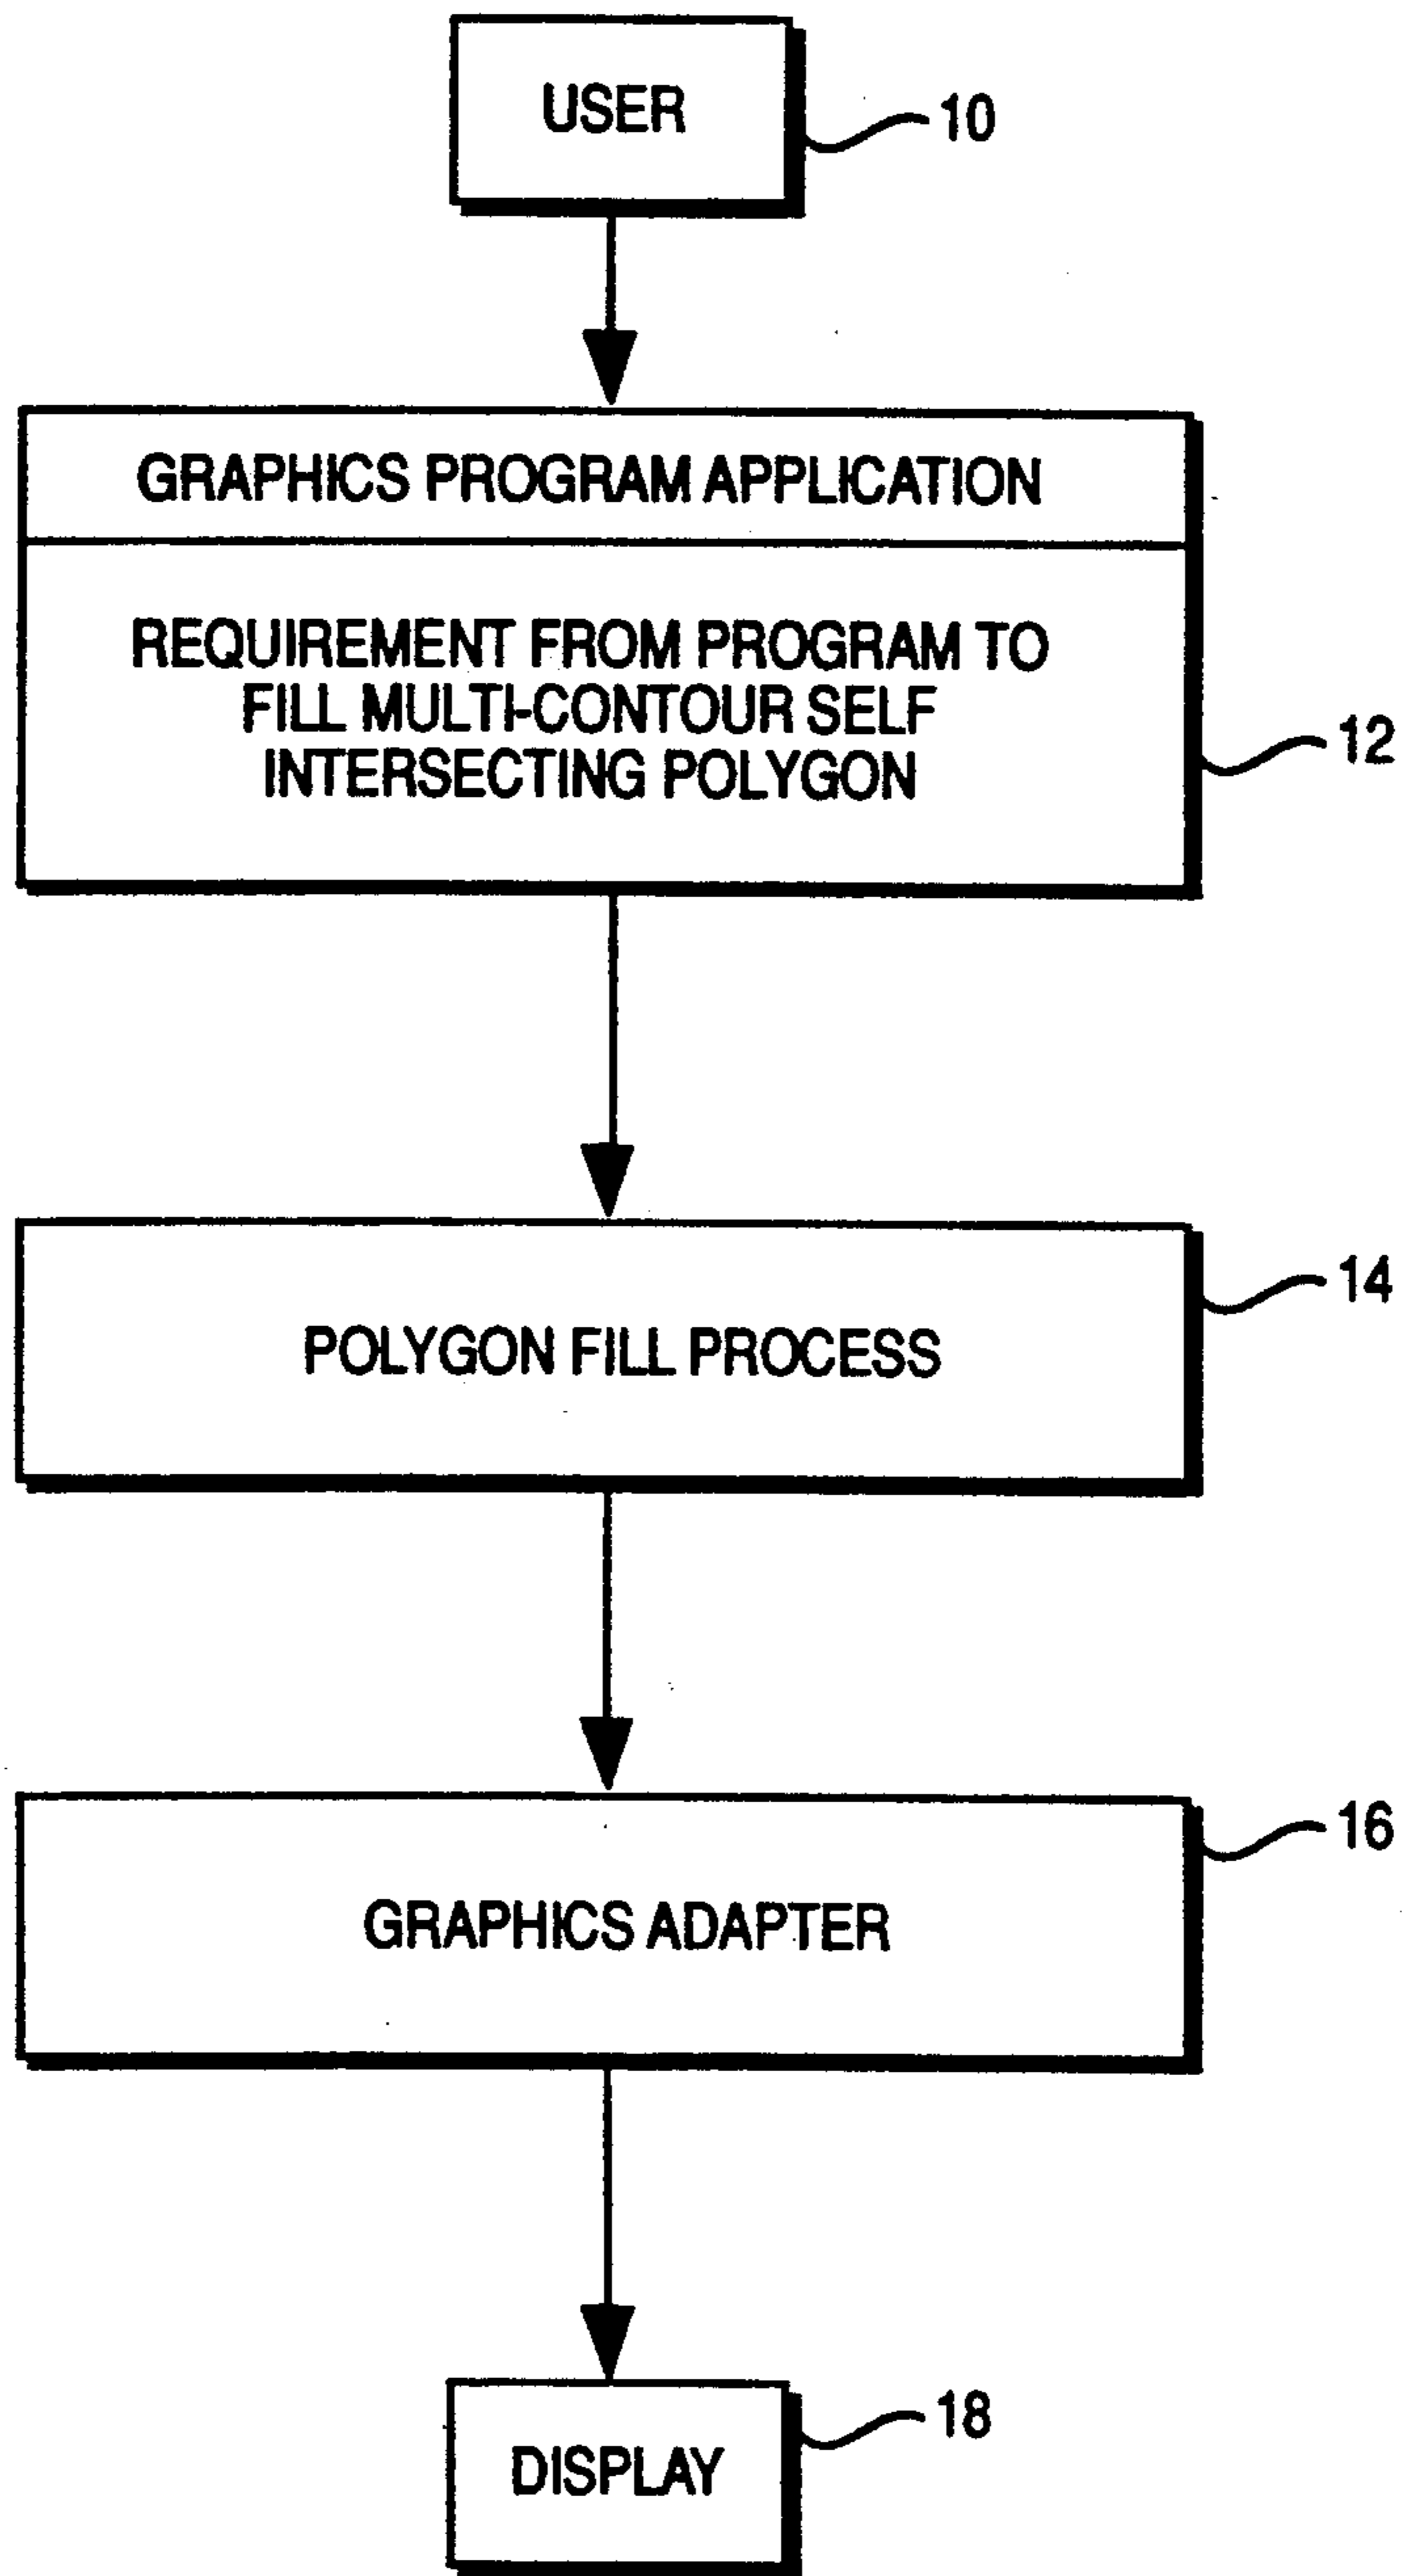 USER
10
GRAPHICS PROGRAM APPLICATION
REQUIREMENT FROM PROGRAM TO
FILL MULTI-CONTOUR SELF
INTERSECTING POLYGON
12
14
POLYGON FILL PROCESS
16
GRAPHICS ADAPTER
18
DISPLAY